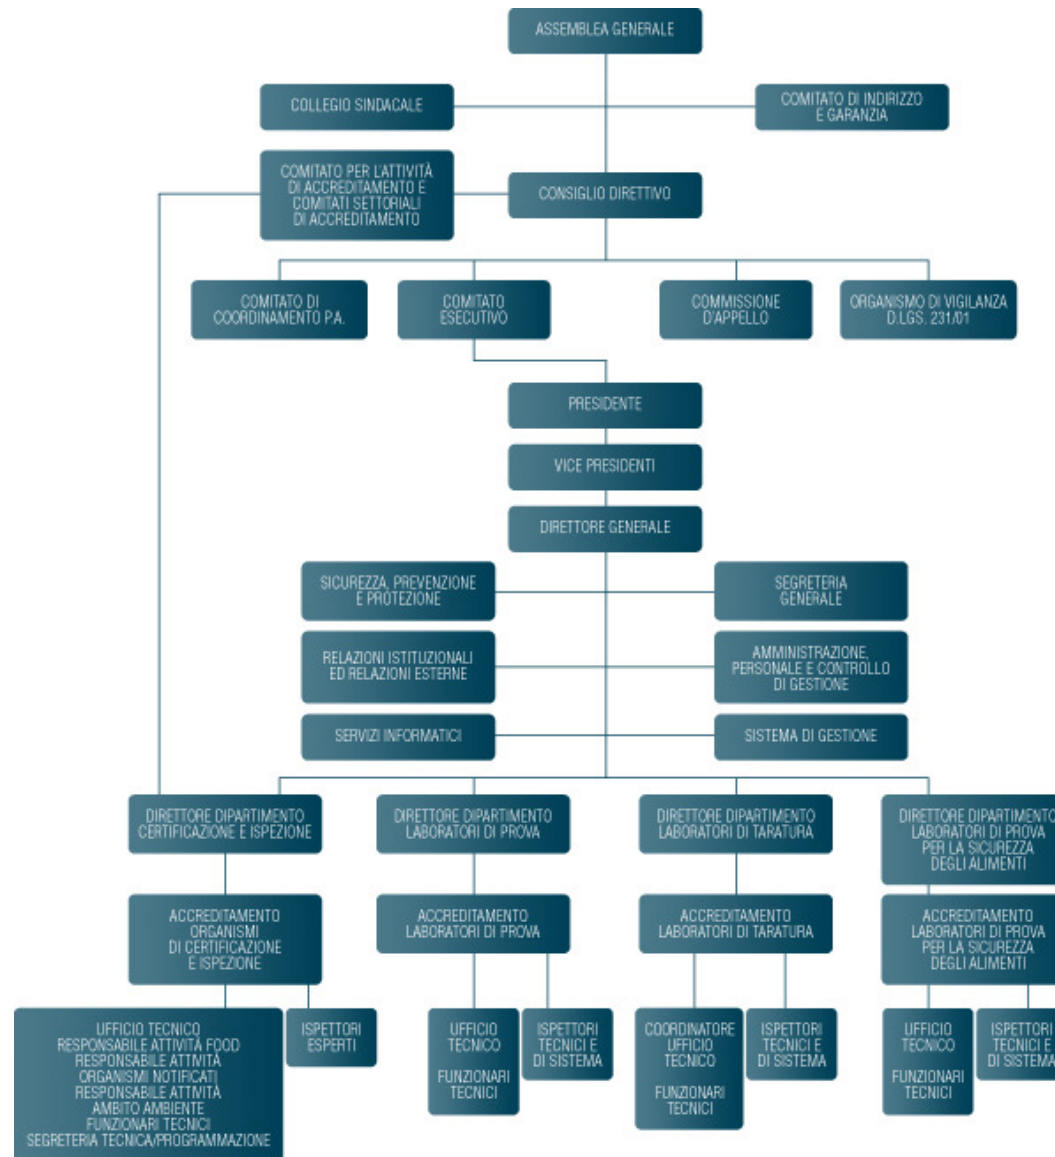 ASSEMBLEA GENERALE
COLLEGIO SINDACALE
COMITATO DI INDIRIZZO
E GARANZIA
COMITATO PER L'ATTIVITÀ
DI ACCREDITAMENTO E
COMITATI SETTORIALI
DI ACCREDITAMENTO
CONSIGLIO DIRETTIVO
COMITATO DI
COORDINAMENTO P.A.
COMITATO
ESECUTIVO
COMMISSIONE
D'APPELLO
ORGANISMO DI VIGILANZA
D.LGS. 231/01
PRESIDENTE
VICE PRESIDENTI
DIRETTORE GENERALE
SICUREZZA, PREVENZIONE
E PROTEZIONE
SEGRETERIA
GENERALE
RELAZIONI ISTITUZIONALI
ED RELAZIONI ESTERNE
AMMINISTRAZIONE,
PERSONALE E CONTROLLO
DI GESTIONE
SERVIZI INFORMATICI
SISTEMA DI GESTIONE
DIRETTORE DIPARTIMENTO
CERTIFICAZIONE E ISPEZIONE
DIRETTORE DIPARTIMENTO
LABORATORI DI PROVA
DIRETTORE DIPARTIMENTO
LABORATORI DI TARATURA
DIRETTORE DIPARTIMENTO
LABORATORI DI PROVA
PER LA SICUREZZA
DEGLI ALIMENTI
ACCREDITAMENTO
ORGANISMI
DI CERTIFICAZIONE
E ISPEZIONE
ACCREDITAMENTO
LABORATORI DI PROVA
ACCREDITAMENTO
LABORATORI DI TARATURA
ACCREDITAMENTO
LABORATORI DI PROVA
PER LA SICUREZZA
DEGLI ALIMENTI
UFFICIO TECNICO
RESPONSABILE ATTIVITÀ FOOD
RESPONSABILE ATTIVITÀ
ORGANISMI NOTIFICATI
RESPONSABILE ATTIVITÀ
AMBITO AMBIENTE
FUNZIONARI TECNICI
SEGRETERIA TECNICA/PROGRAMMAZIONE
ISPETTORI
ESPERTI
UFFICIO
TECNICO
FUNZIONARI
TECNICI
ISPETTORI
TECNICI E
DI SISTEMA
COORDINATORE
UFFICIO
TECNICO
FUNZIONARI
TECNICI
ISPETTORI
TECNICI E
DI SISTEMA
UFFICIO
TECNICO
FUNZIONARI
TECNICI
ISPETTORI
TECNICI E
DI SISTEMA